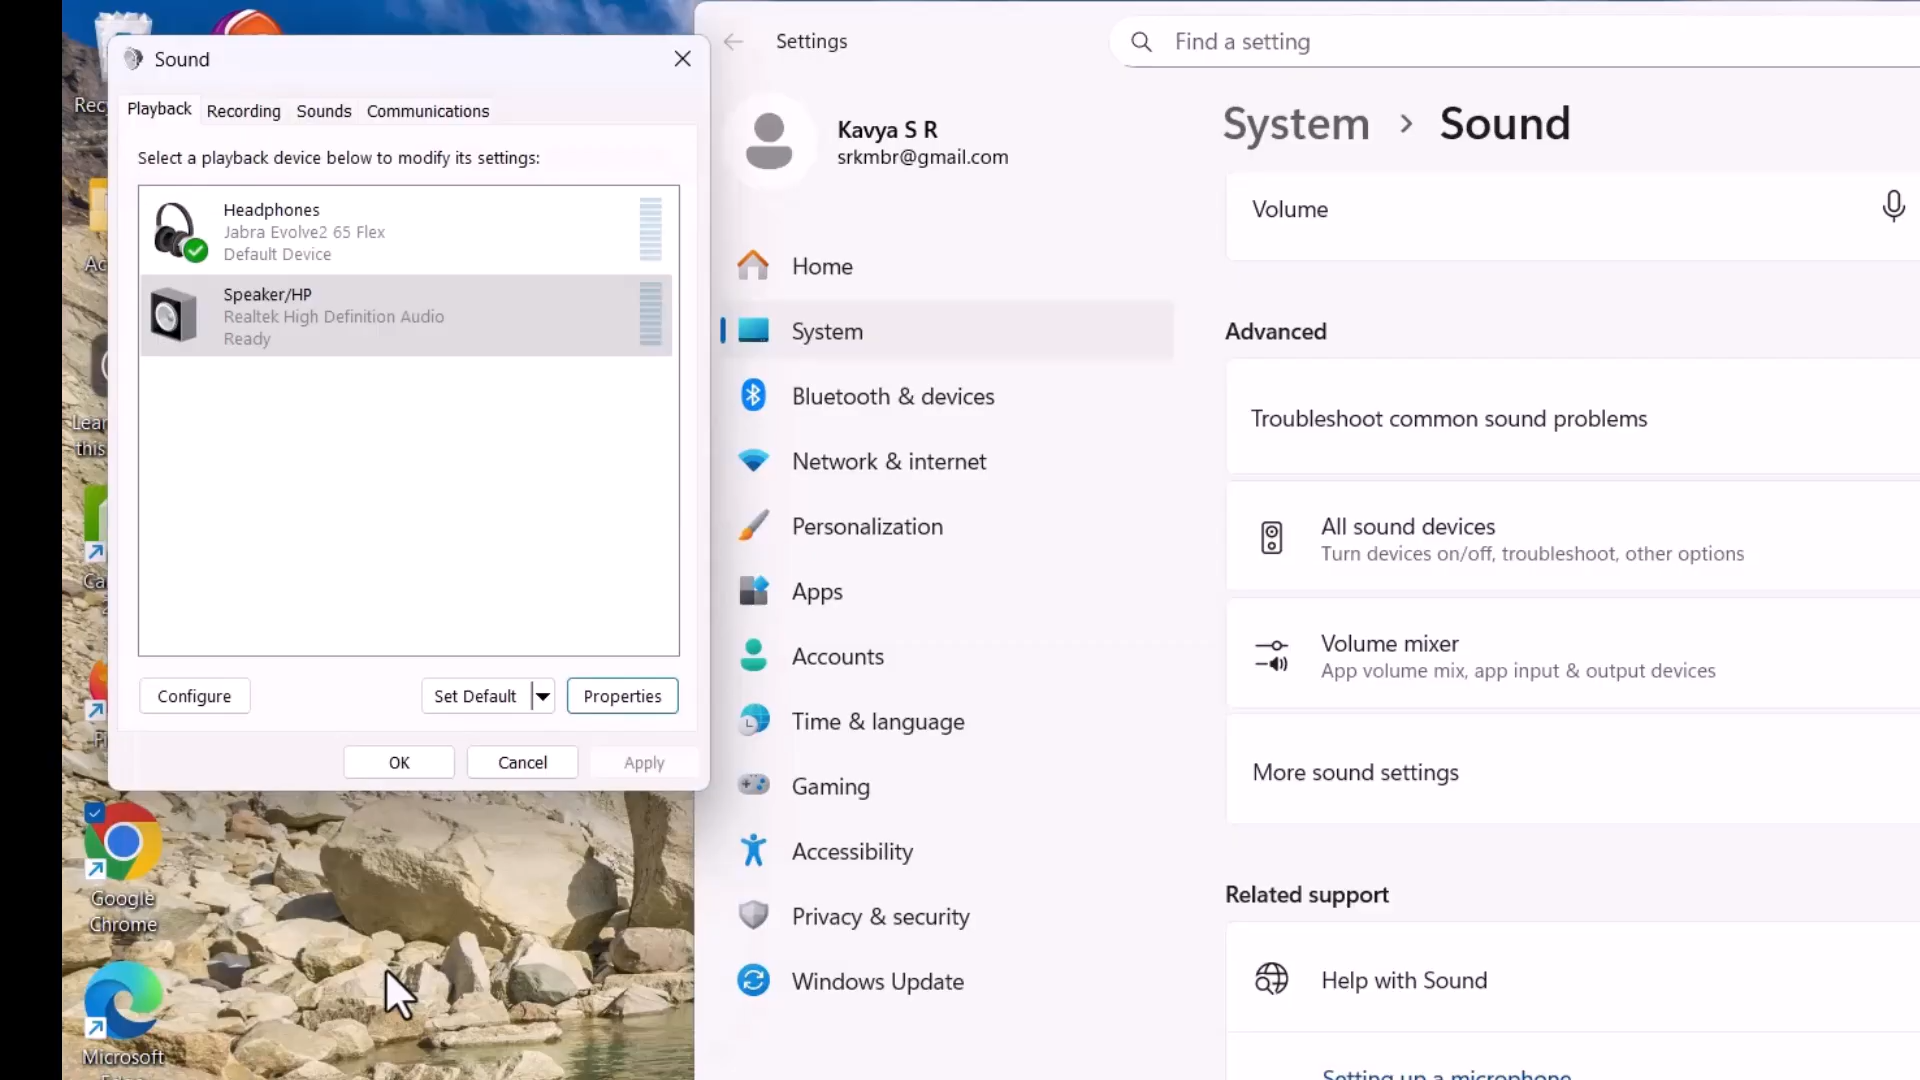 Sound
Playback
Recording
Sounds
Communications
Select a playback device below to modify its settings:
Headphones
Jabra Evolve2 65 Flex
Default Device
Speaker/HP
Realtek High Definition Audio
Ready
Configure
Set Default
Properties
OK
Cancel
Apply
Google
Chrome
Microsoft
Settings
Find a setting
Kavya S R
srkmbr@gmail.com
Home
System
Bluetooth & devices
Network & internet
Personalization
Apps
Accounts
Time & language
Gaming
Accessibility
Privacy & security
Windows Update
System > Sound
Volume
Advanced
Troubleshoot common sound problems
All sound devices
Turn devices on/off, troubleshoot, other options
Volume mixer
App volume mix, app input & output devices
More sound settings
Related support
Help with Sound
Setting up a microphone